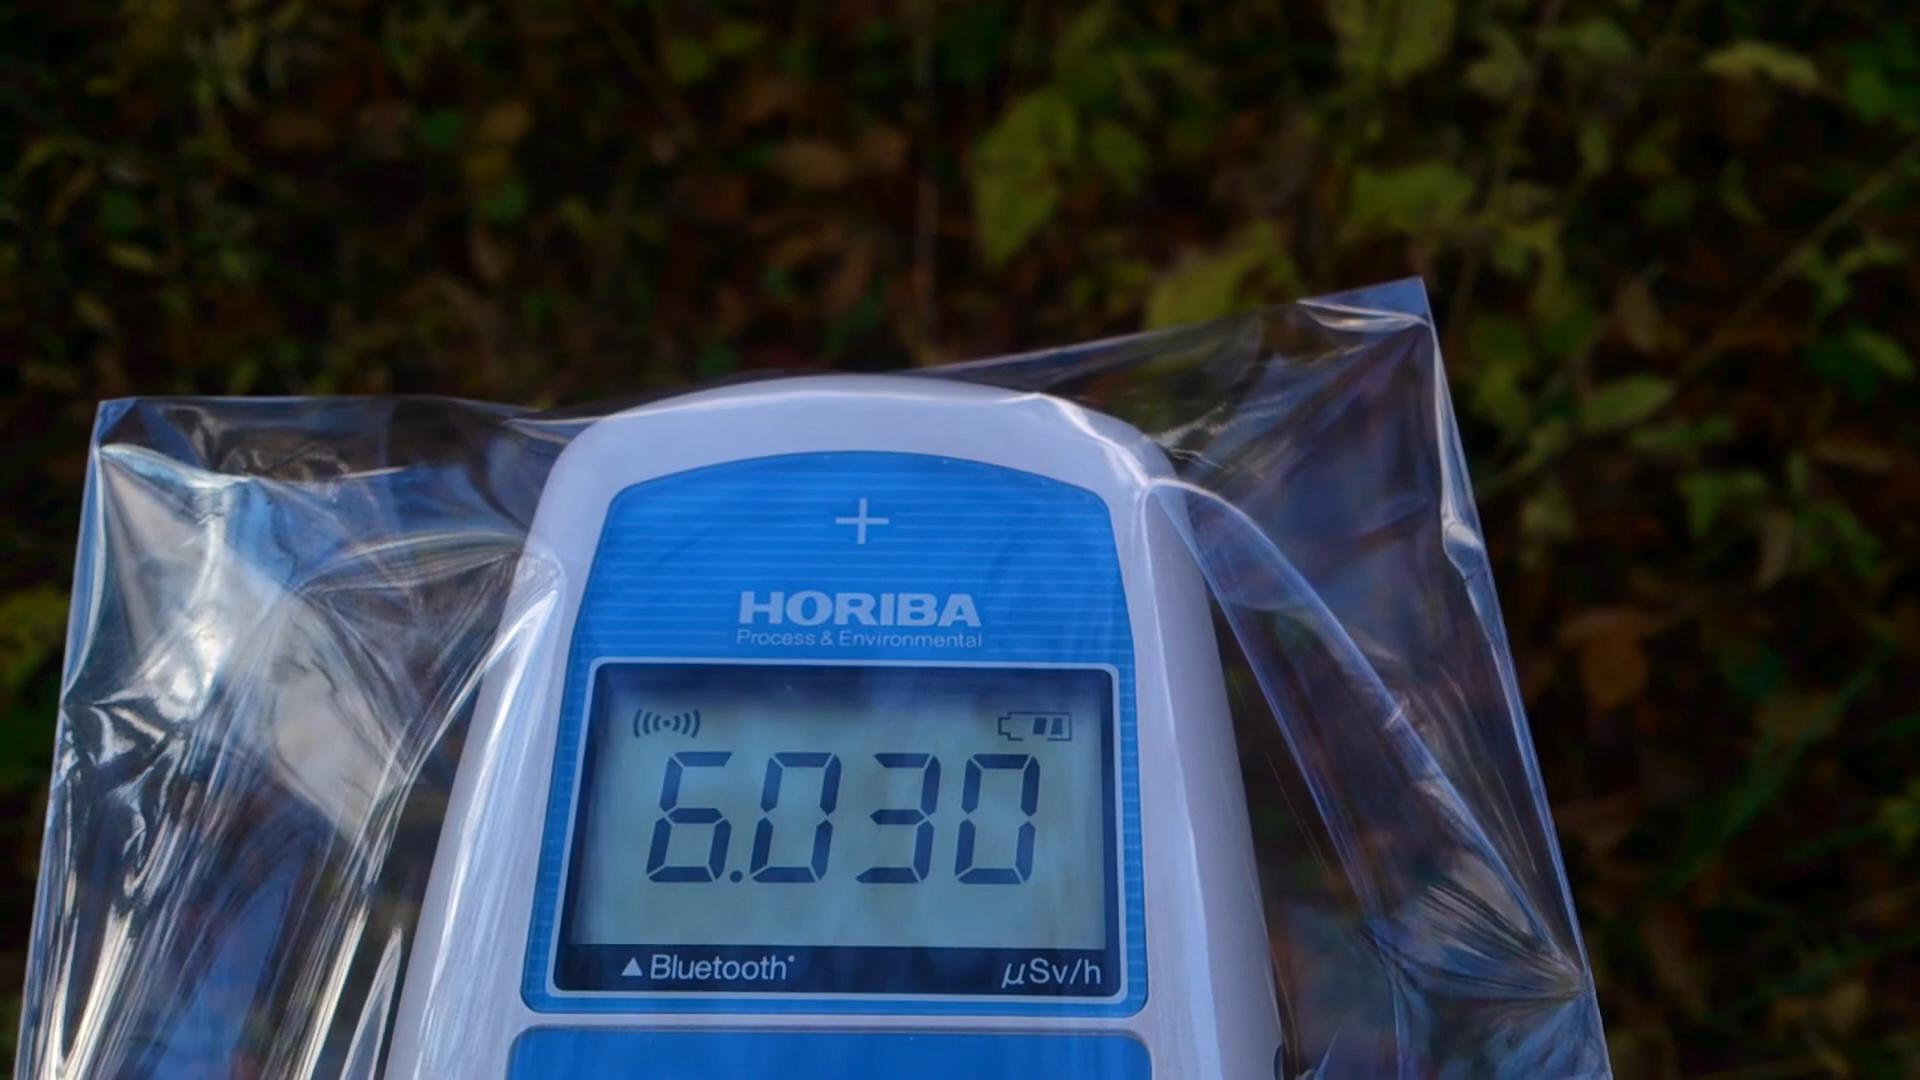 HORIBA
Process & Environmental
6.030
▲Bluetooth®
μSv/h